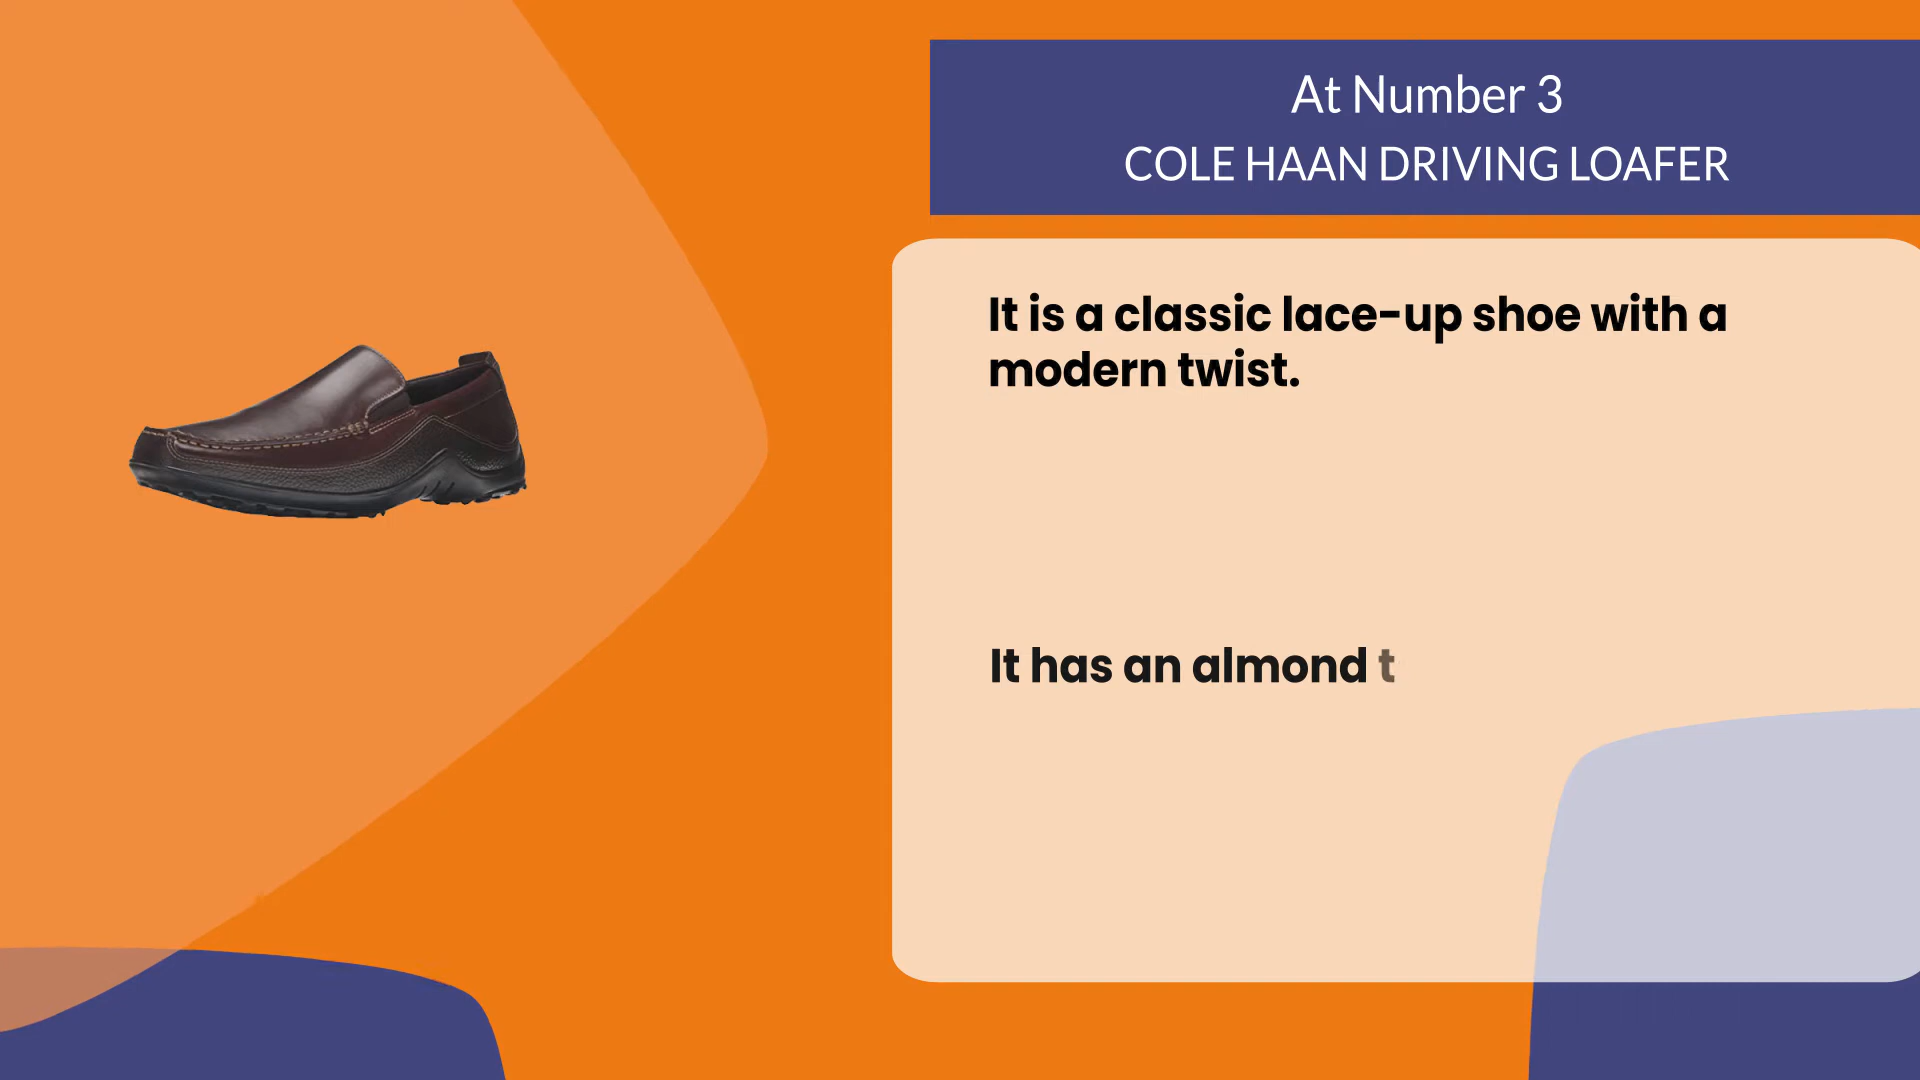 At Number 3
COLE HAAN DRIVING LOAFER
It is a classic lace-up shoe with a
modern twist.
It has an almond t